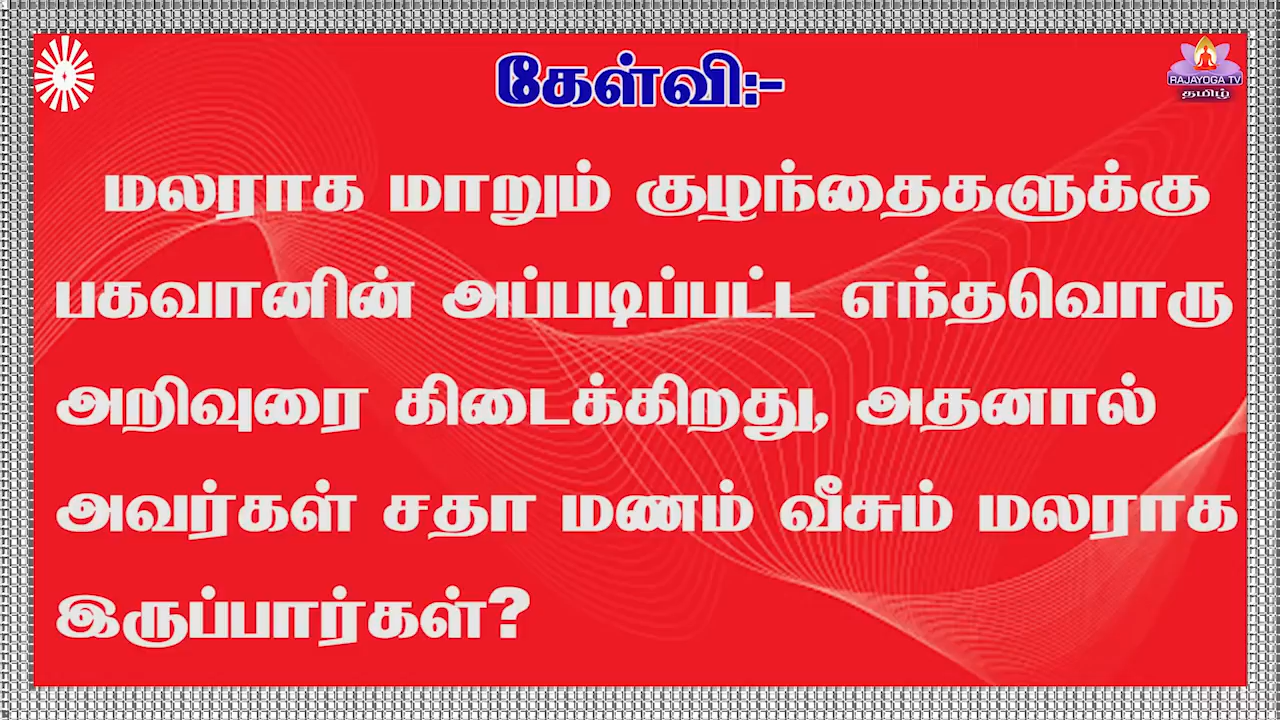 கேள்வி:-
RAJAYOGA TV
தமிழ்
மலராக மாறும் குழந்தைகளுக்கு
பகவானின் அப்படிப்பட்ட எந்தவொரு
அறிவுரை கிடைக்கிறது, அதனால்
அவர்கள் சதா மணம் வீசும் மலராக
இருப்பார்கள்?